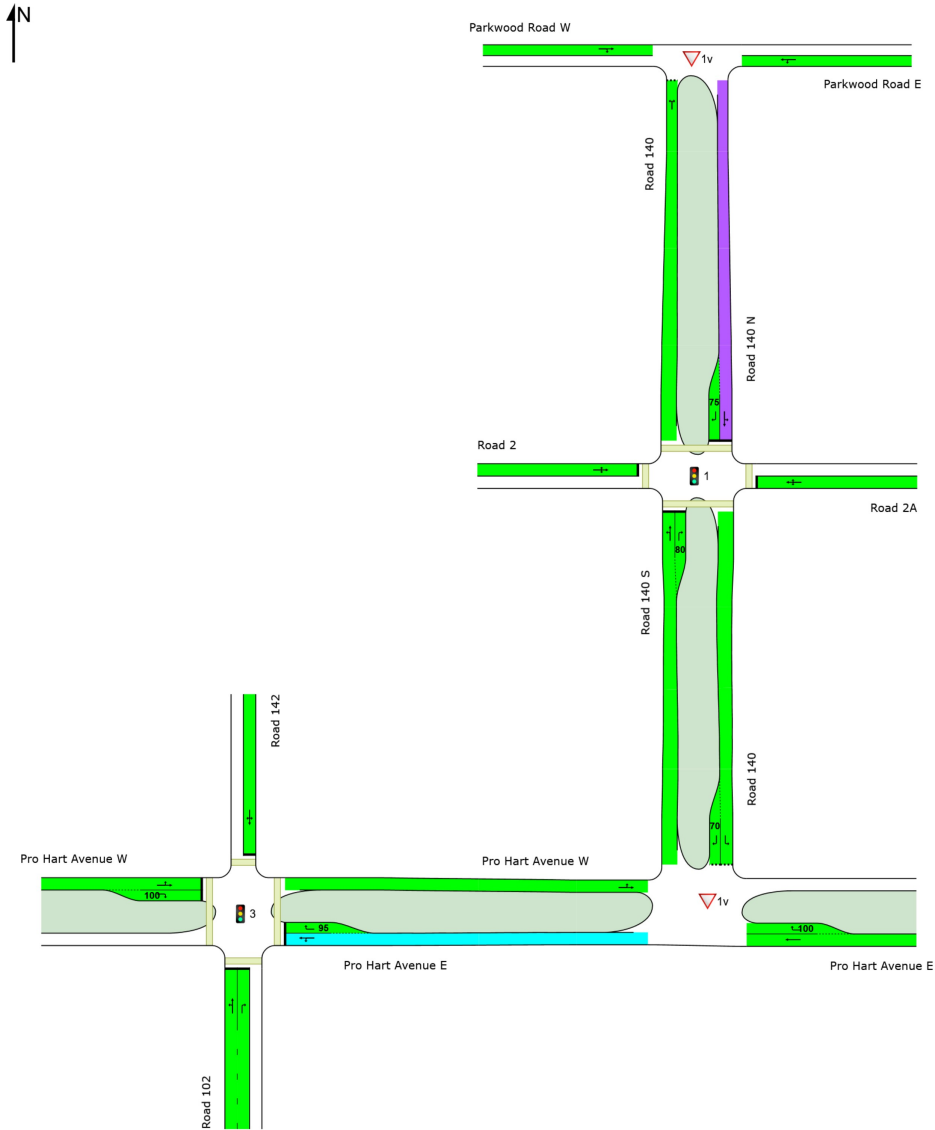 N
Parkwood Road W
1v
Parkwood Road E
Road 140
Road 140 N
75
Road 2
1
Road 2A
80
Road 140 S
Road 142
Road 140
70
Pro Hart Avenue W
Pro Hart Avenue W
100
3
1v
95
100
Pro Hart Avenue E
Pro Hart Avenue E
Road 102